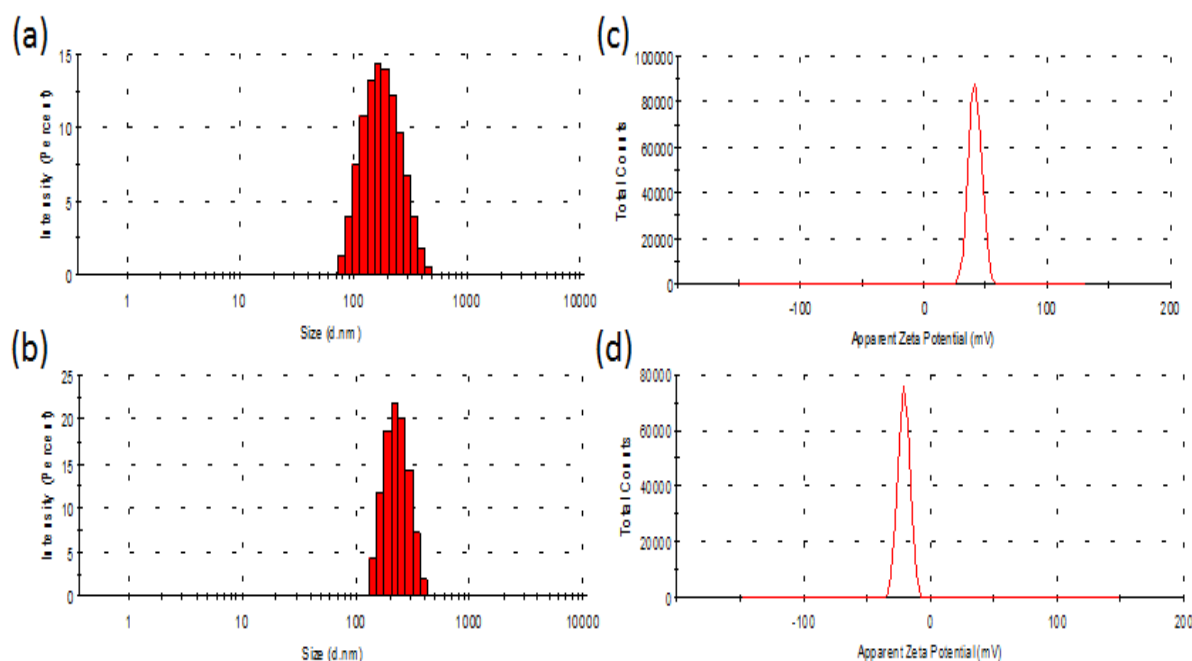 (a)
Intensity (Percent)
15
10
5
0
1 10 100 1000 10000
Size (d.nm)
(c)
Total Counts
100000
80000
60000
40000
20000
0
-100 0 100 200
Apparent Zeta Potential (mV)
(b)
Intensity (Percent)
25
20
15
10
5
0
1 10 100 1000 10000
Size (d.nm)
(d)
Total Counts
80000
60000
40000
20000
0
-100 0 100 200
Apparent Zeta Potential (mV)